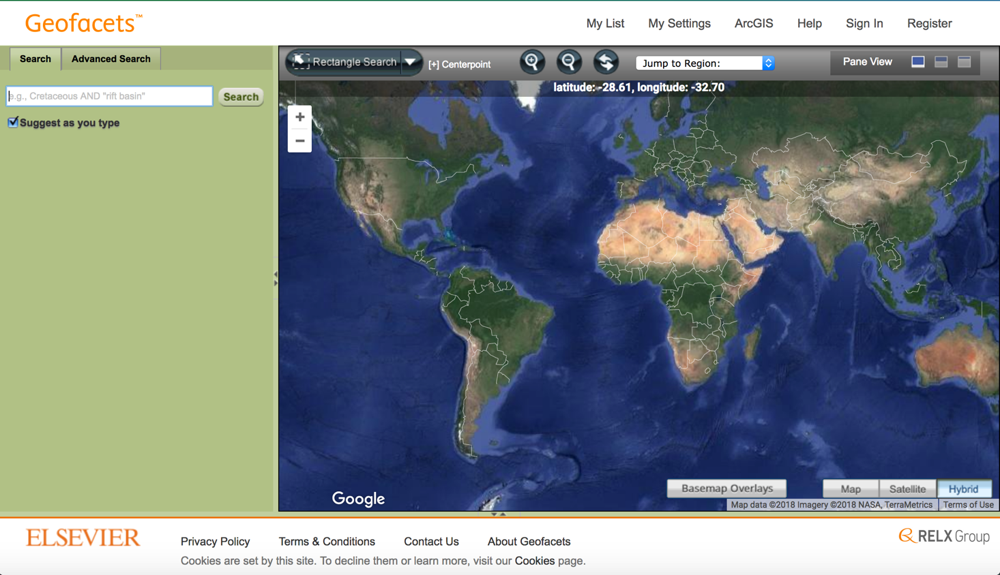 Geofacets™
My List My Settings ArcGIS Help Sign In Register
Search Advanced Search
e.g., Cretaceous AND "rift basin" Search
Suggest as you type
Rectangle Search [+] Centerpoint Jump to Region: Pane View
latitude: -28.61, longitude: -32.70
+
−
Google
Basemap Overlays Map Satellite Hybrid
Map data ©2018 Imagery ©2018 NASA, TerraMetrics Terms of Use
ELSEVIER
RELX Group
Privacy Policy Terms & Conditions Contact Us About Geofacets
Cookies are set by this site. To decline them or learn more, visit our Cookies page.